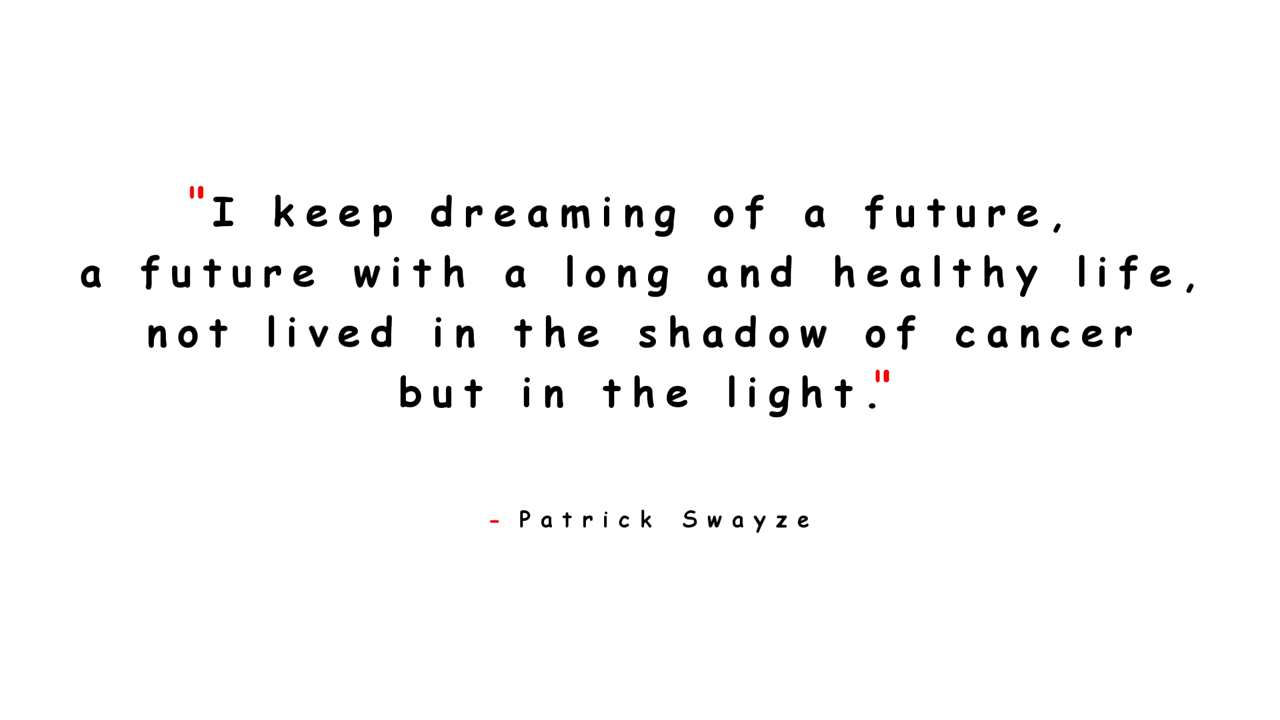 "I keep dreaming of a future,
a future with a long and healthy life,
not lived in the shadow of cancer
but in the light."
- Patrick Swayze